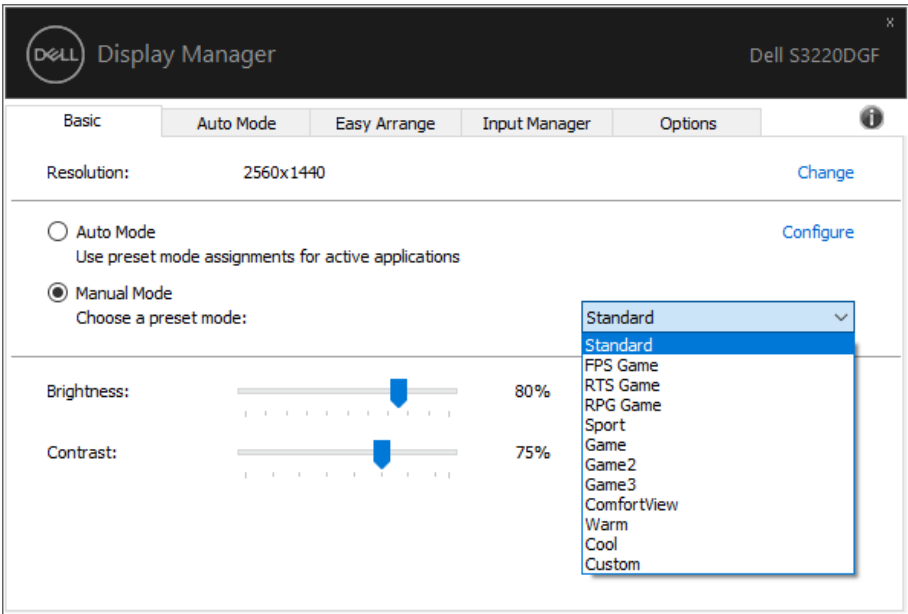 x
DELL Display Manager Dell S3220DGF
Basic Auto Mode Easy Arrange Input Manager Options
Resolution: 2560x1440 Change
Auto Mode Configure
Use preset mode assignments for active applications
Manual Mode
Choose a preset mode: Standard
Standard
FPS Game
RTS Game
RPG Game
Brightness: 80%
Sport
Game
Contrast: 75%
Game2
Game3
ComfortView
Warm
Cool
Custom